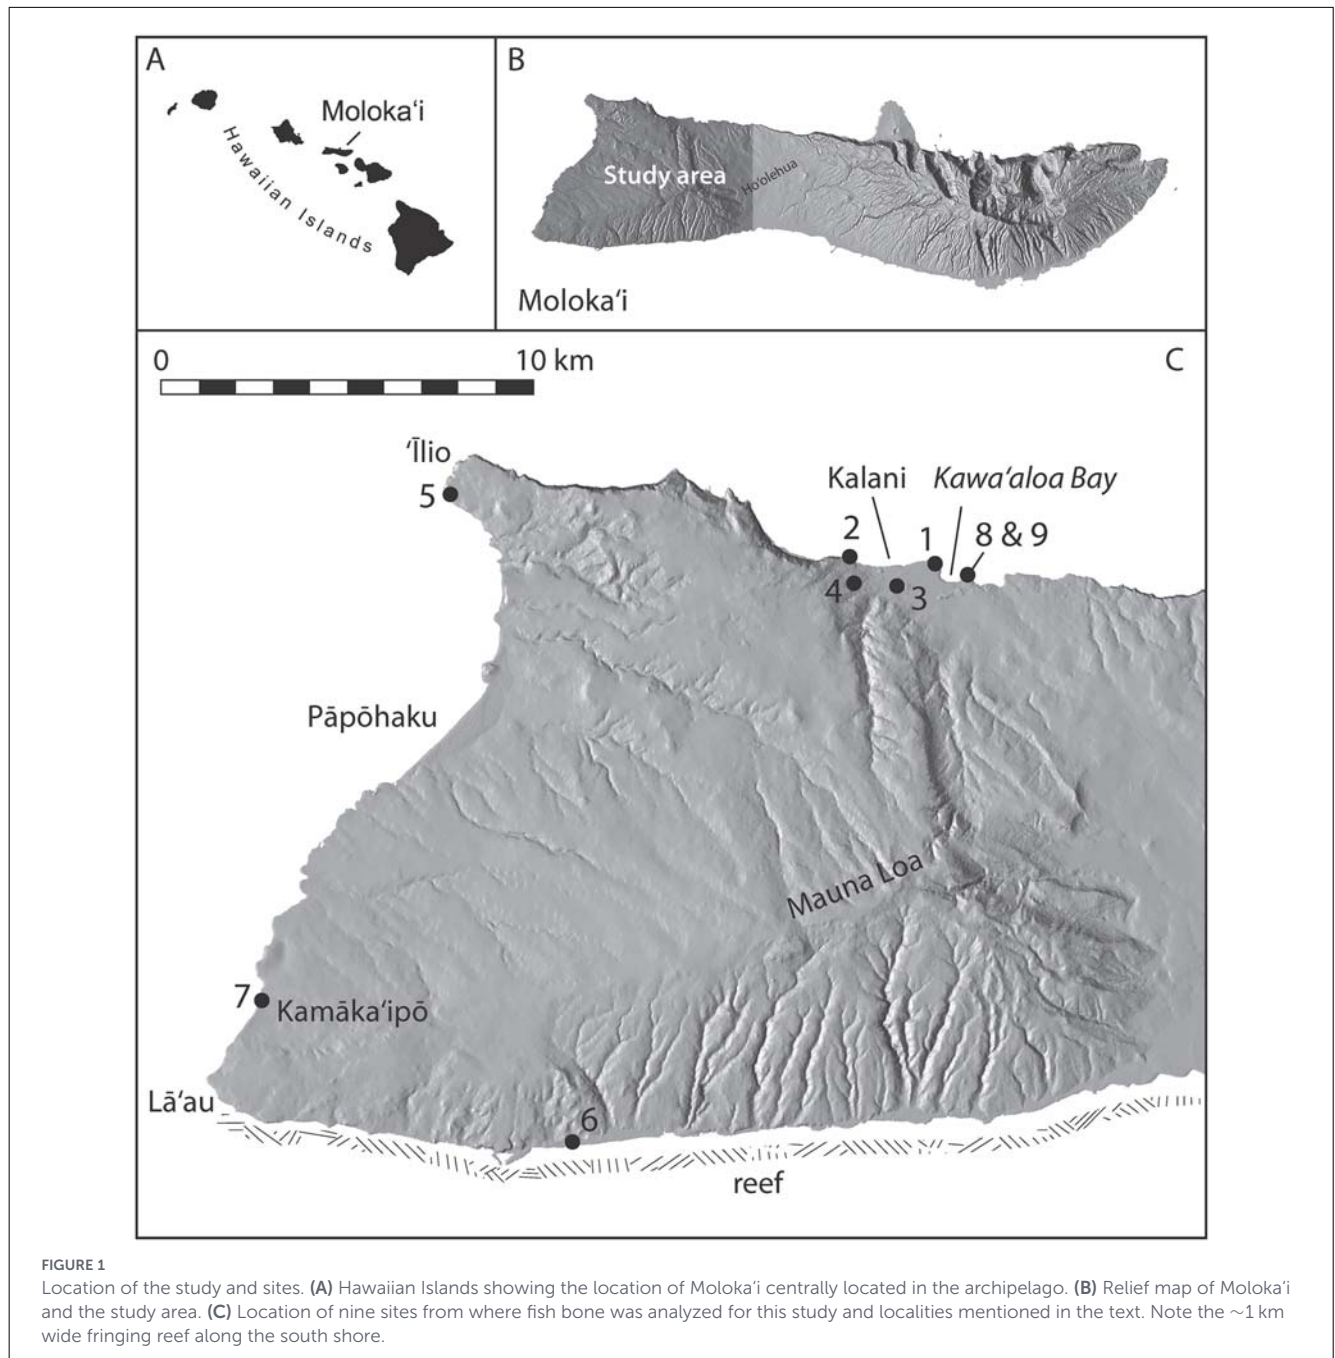 A
Moloka‘i
Hawaiian Islands
B
Study area
Ho‘olehua
Moloka‘i
0 10 km
C
‘Īlio
5
Kalani Kawa‘aloa Bay
2 1 8 & 9
4 3
Pāpōhaku
Mauna Loa
7 Kamāka‘ipō
Lā‘au
6
reef
FIGURE 1
Location of the study and sites. (A) Hawaiian Islands showing the location of Moloka‘i centrally located in the archipelago. (B) Relief map of Moloka‘i
and the study area. (C) Location of nine sites from where fish bone was analyzed for this study and localities mentioned in the text. Note the ∼1 km
wide fringing reef along the south shore.